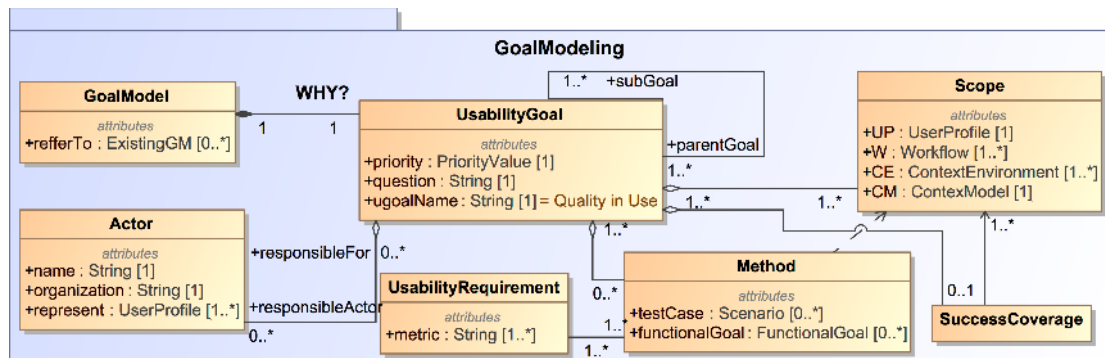 GoalModeling
GoalModel
attributes
+refferTo : ExistingGM [0..*]
WHY?
1
1
1..* +subGoal
+parentGoal
1..*
UsabilityGoal
attributes
+priority : PriorityValue [1]
+question : String [1]
+ugoalName : String [1] = Quality in Use
Scope
attributes
+UP : UserProfile [1]
+W : Workflow [1..*]
+CE : ContextEnvironment [1..*]
+CM : ContexModel [1]
1..*
1..*
1..*
1..*
Actor
attributes
+name : String [1]
+organization : String [1]
+represent : UserProfile [1..*]
+responsibleFor
0..*
+responsibleActor
0..*
UsabilityRequirement
attributes
+metric : String [1..*]
0..*
1..*
1..*
Method
attributes
+testCase : Scenario [0..*]
+functionalGoal : FunctionalGoal [0..*]
0..1
SuccessCoverage